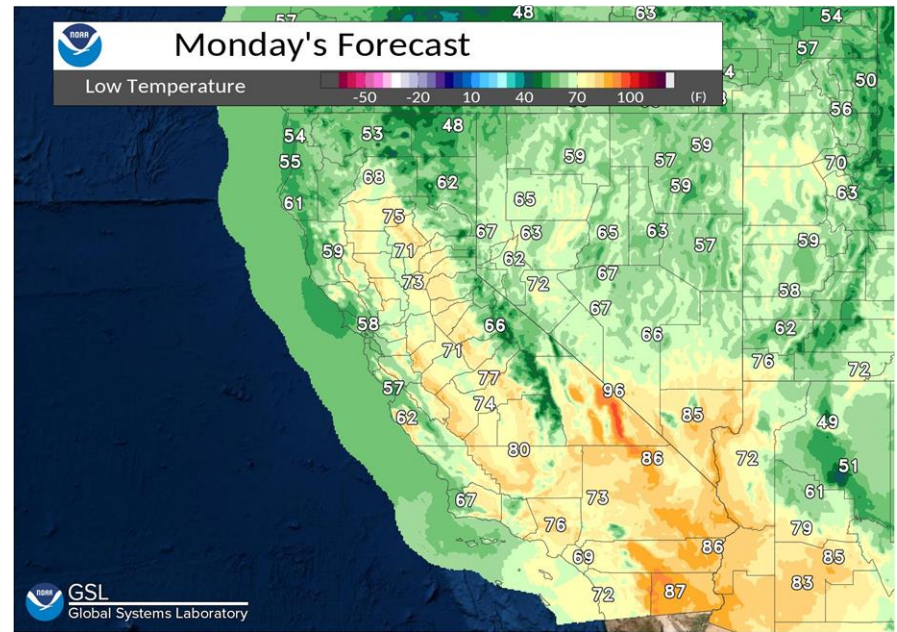 57 48 63 54
NOAA
Monday's Forecast
57
Low Temperature
-50 -20 10 40 70 100 (F)
50
56
54 53 48 59
55 59 57 70
68 62 59 63
61 65
75 67 63 65 63 57 59
59 71 62
73 72 67 58
67
58 66 66 62
71 76 72
57 77 96
62 74 85 49
80 86 72 51
67 73 61
76 79
69 86 85
72 87 83
NOAA
GSL
Global Systems Laboratory